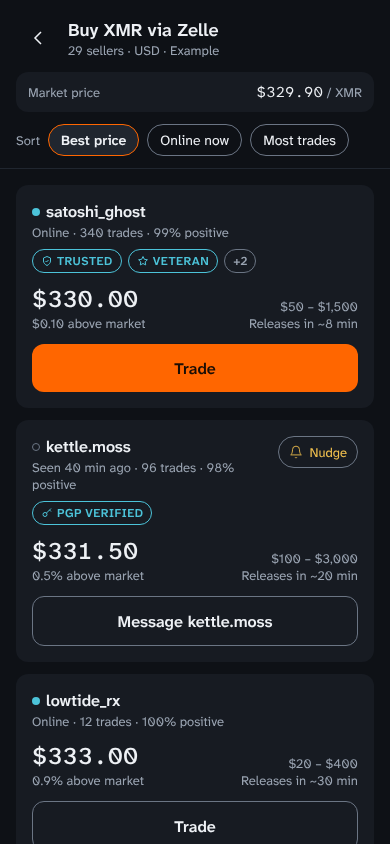 Buy XMR via Zelle
29 sellers · USD · Example
Market price
$329.90 / XMR
Sort
Best price
Online now
Most trades
satoshi_ghost
Online · 340 trades · 99% positive
TRUSTED
VETERAN
+2
$330.00
$50 – $1,500
$0.10 above market
Releases in ~8 min
Trade
kettle.moss
Nudge
Seen 40 min ago · 96 trades · 98%
positive
PGP VERIFIED
$331.50
$100 – $3,000
0.5% above market
Releases in ~20 min
Message kettle.moss
lowtide_rx
Online · 12 trades · 100% positive
$333.00
$20 – $400
0.9% above market
Releases in ~30 min
Trade